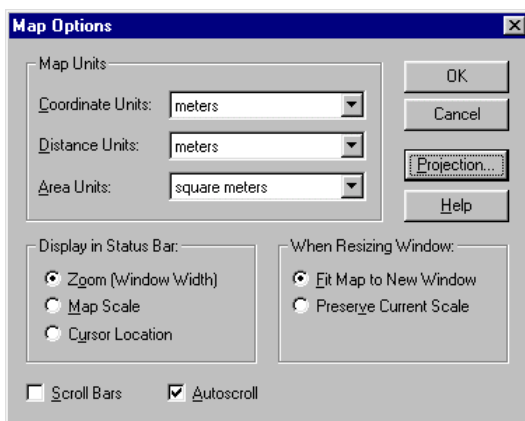 Map Options
Map Units
Coordinate Units: meters
Distance Units: meters
Area Units: square meters
OK
Cancel
Projection...
Help
Display in Status Bar:
Zoom (Window Width)
Map Scale
Cursor Location
When Resizing Window:
Fit Map to New Window
Preserve Current Scale
Scroll Bars
Autoscroll